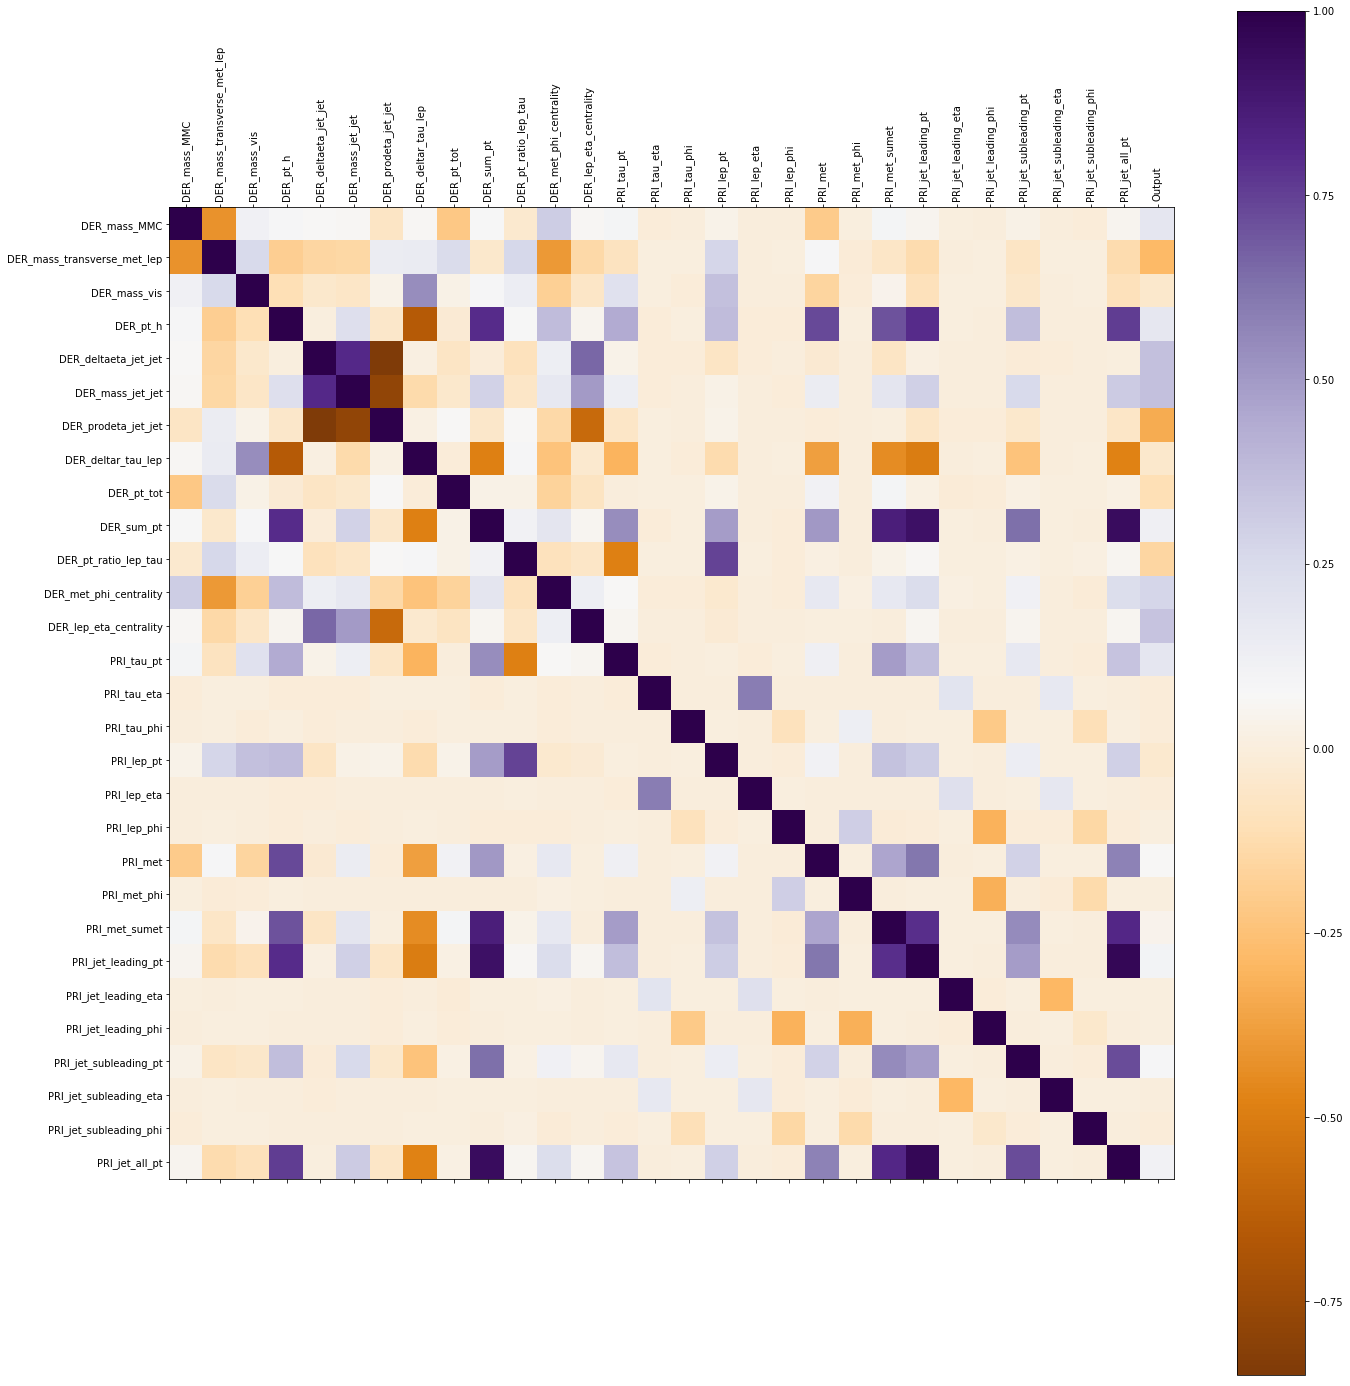 DER_mass_MMC
DER_mass_transverse_met_lep
DER_mass_vis
DER_pt_h
DER_deltaeta_jet_jet
DER_mass_jet_jet
DER_prodeta_jet_jet
DER_deltar_tau_lep
DER_pt_tot
DER_sum_pt
DER_pt_ratio_lep_tau
DER_met_phi_centrality
DER_lep_eta_centrality
PRI_tau_pt
PRI_tau_eta
PRI_tau_phi
PRI_lep_pt
PRI_lep_eta
PRI_lep_phi
PRI_met
PRI_met_phi
PRI_met_sumet
PRI_jet_leading_pt
PRI_jet_leading_eta
PRI_jet_leading_phi
PRI_jet_subleading_pt
PRI_jet_subleading_eta
PRI_jet_subleading_phi
PRI_jet_all_pt
Output
DER_mass_MMC
DER_mass_transverse_met_lep
DER_mass_vis
DER_pt_h
DER_deltaeta_jet_jet
DER_mass_jet_jet
DER_prodeta_jet_jet
DER_deltar_tau_lep
DER_pt_tot
DER_sum_pt
DER_pt_ratio_lep_tau
DER_met_phi_centrality
DER_lep_eta_centrality
PRI_tau_pt
PRI_tau_eta
PRI_tau_phi
PRI_lep_pt
PRI_lep_eta
PRI_lep_phi
PRI_met
PRI_met_phi
PRI_met_sumet
PRI_jet_leading_pt
PRI_jet_leading_eta
PRI_jet_leading_phi
PRI_jet_subleading_pt
PRI_jet_subleading_eta
PRI_jet_subleading_phi
PRI_jet_all_pt
1.00
0.75
0.50
0.25
0.00
−0.25
−0.50
−0.75